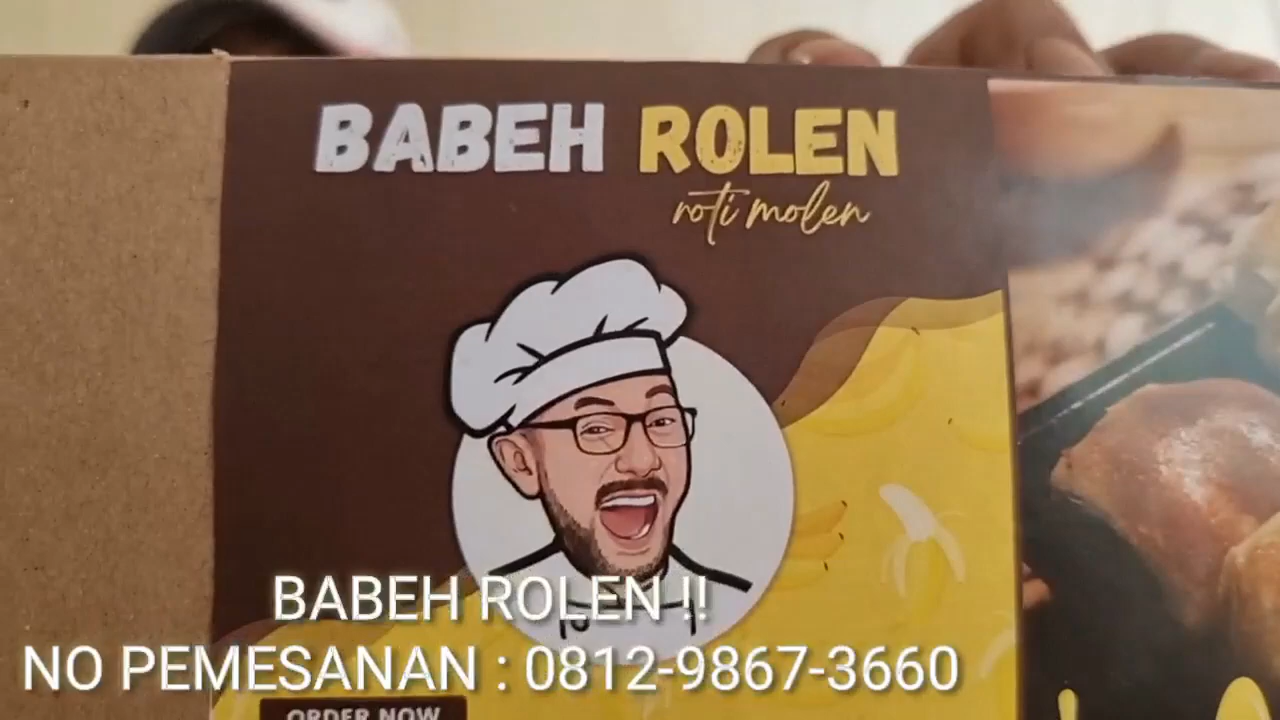 BABEH ROLEN
roti molen
BABEH ROLEN !!
NO PEMESANAN : 0812-9867-3660
ORDER NOW